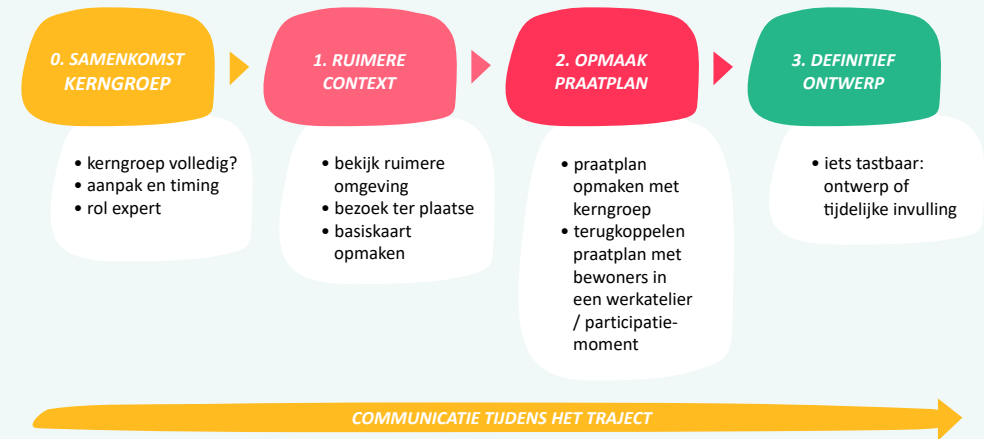 0. SAMENKOMST
KERNGROEP
• kerngroep volledig?
• aanpak en timing
• rol expert
1. RUIMERE
CONTEXT
• bekijk ruimere
omgeving
• bezoek ter plaatse
• basiskaart
opmaken
2. OPMAAK
PRAATPLAN
• praatplan
opmaken met
kerngroep
• terugkoppelen
praatplan met
bewoners in
een werkatelier
/ participatie-
moment
3. DEFINITIEF
ONTWERP
• iets tastbaar:
ontwerp of
tijdelijke invulling
COMMUNICATIE TIJDENS HET TRAJECT